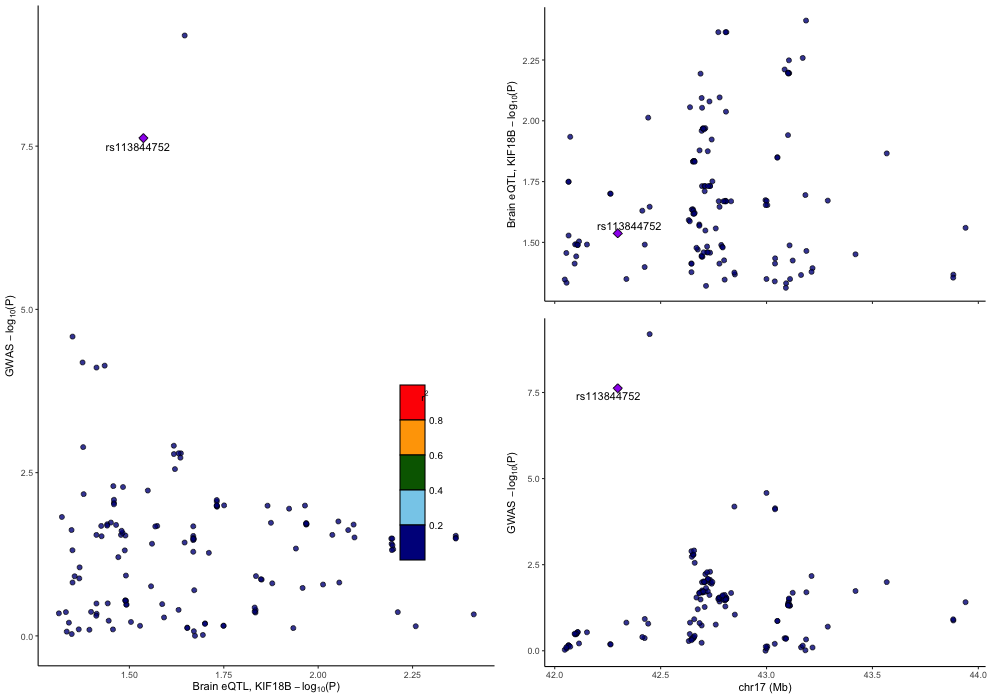 GWAS − log10(P)
7.5
5.0
2.5
0.0
rs113844752
r2
0.8
0.6
0.4
0.2
1.50
1.75
2.00
2.25
Brain eQTL, KIF18B − log10(P)
Brain eQTL, KIF18B − log10(P)
2.25
2.00
1.75
1.50
rs113844752
GWAS − log10(P)
7.5
5.0
2.5
0.0
rs113844752
42.0
42.5
43.0
43.5
44.0
chr17 (Mb)